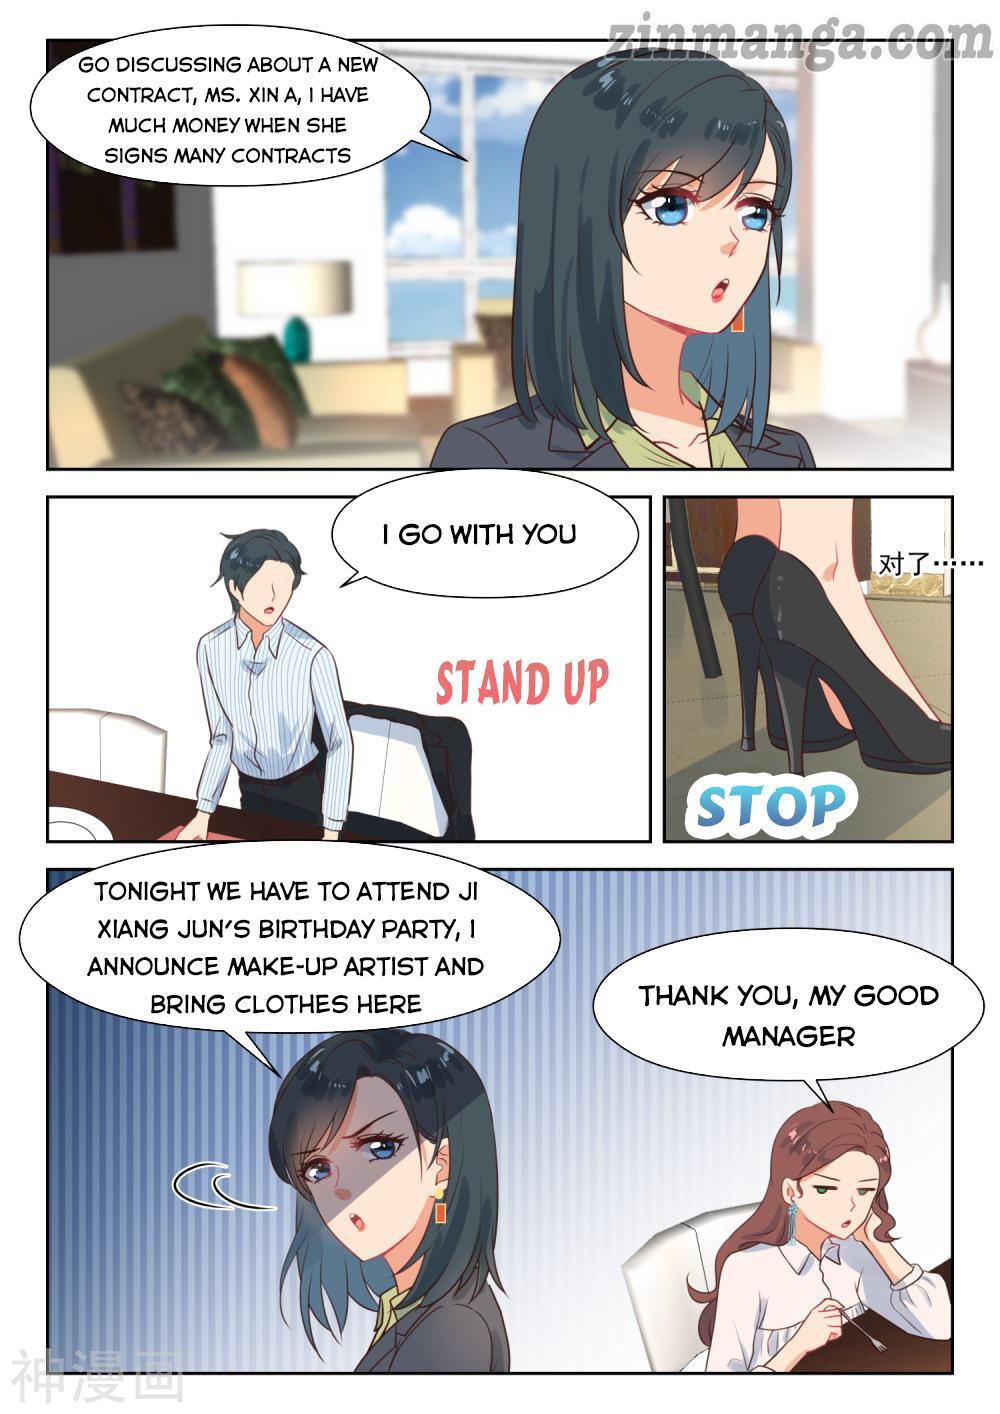 zinmanga.com
GO DISCUSSING ABOUT A NEW
CONTRACT, MS. XIN A, I HAVE
MUCH MONEY WHEN SHE
SIGNS MANY CONTRACTS
I GO WITH YOU
STAND UP
对了……
STOP
TONIGHT WE HAVE TO ATTEND JI
XIANG JUN'S BIRTHDAY PARTY, I
ANNOUNCE MAKE-UP ARTIST AND
BRING CLOTHES HERE
THANK YOU, MY GOOD
MANAGER
神漫画